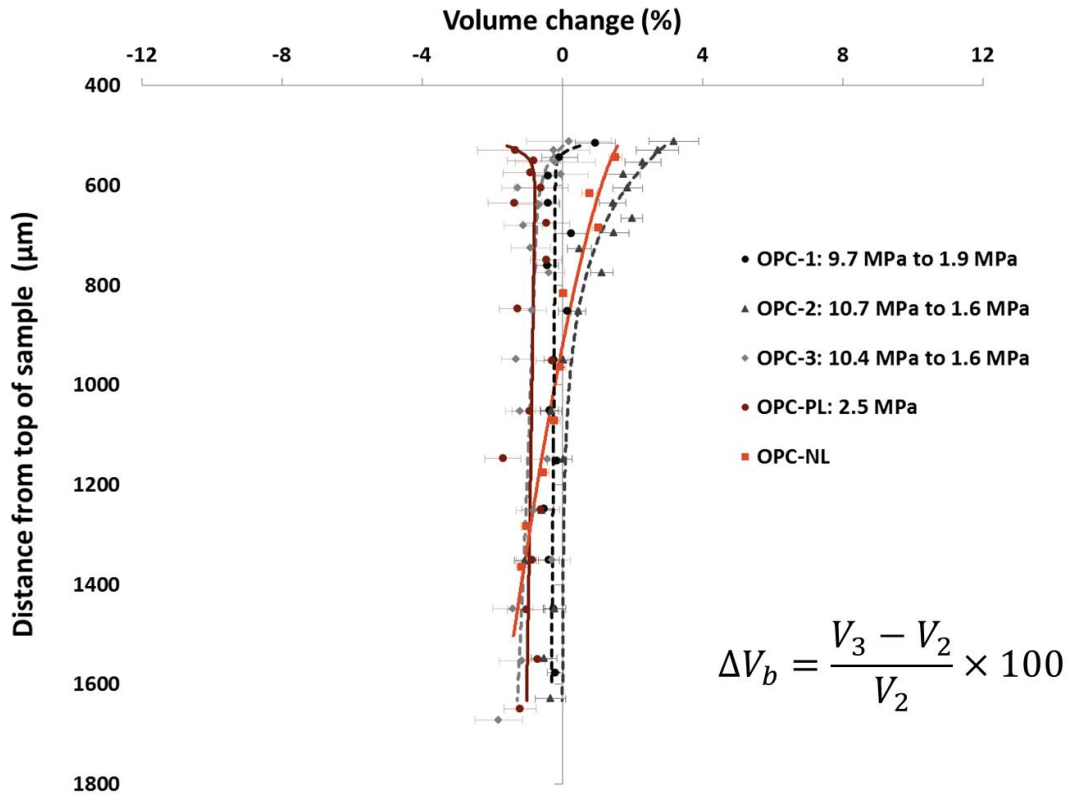 Volume change (%)
-12 -8 -4 0 4 8 12
400
600
800
1000
1200
1400
1600
1800
Distance from top of sample (μm)
OPC-1: 9.7 MPa to 1.9 MPa
OPC-2: 10.7 MPa to 1.6 MPa
OPC-3: 10.4 MPa to 1.6 MPa
OPC-PL: 2.5 MPa
OPC-NL
ΔV_b = (V_3 − V_2) / V_2 × 100